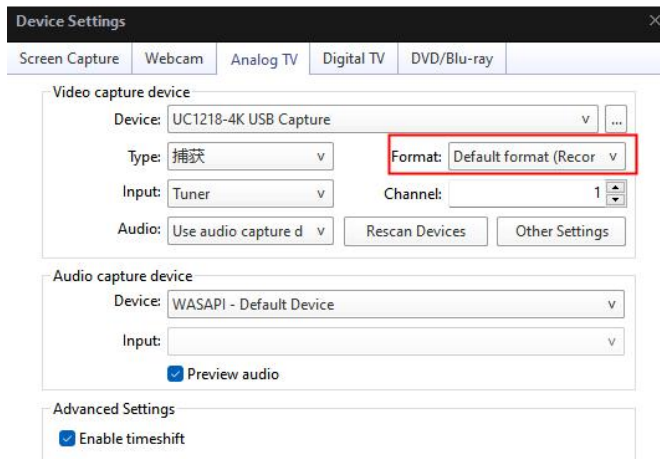 Device Settings
Screen Capture Webcam Analog TV Digital TV DVD/Blu-ray
Video capture device
Device: UC1218-4K USB Capture ...
Type: 捕获 Format: Default format (Recor
Input: Tuner Channel: 1
Audio: Use audio capture d Rescan Devices Other Settings
Audio capture device
Device: WASAPI - Default Device
Input:
Preview audio
Advanced Settings
Enable timeshift